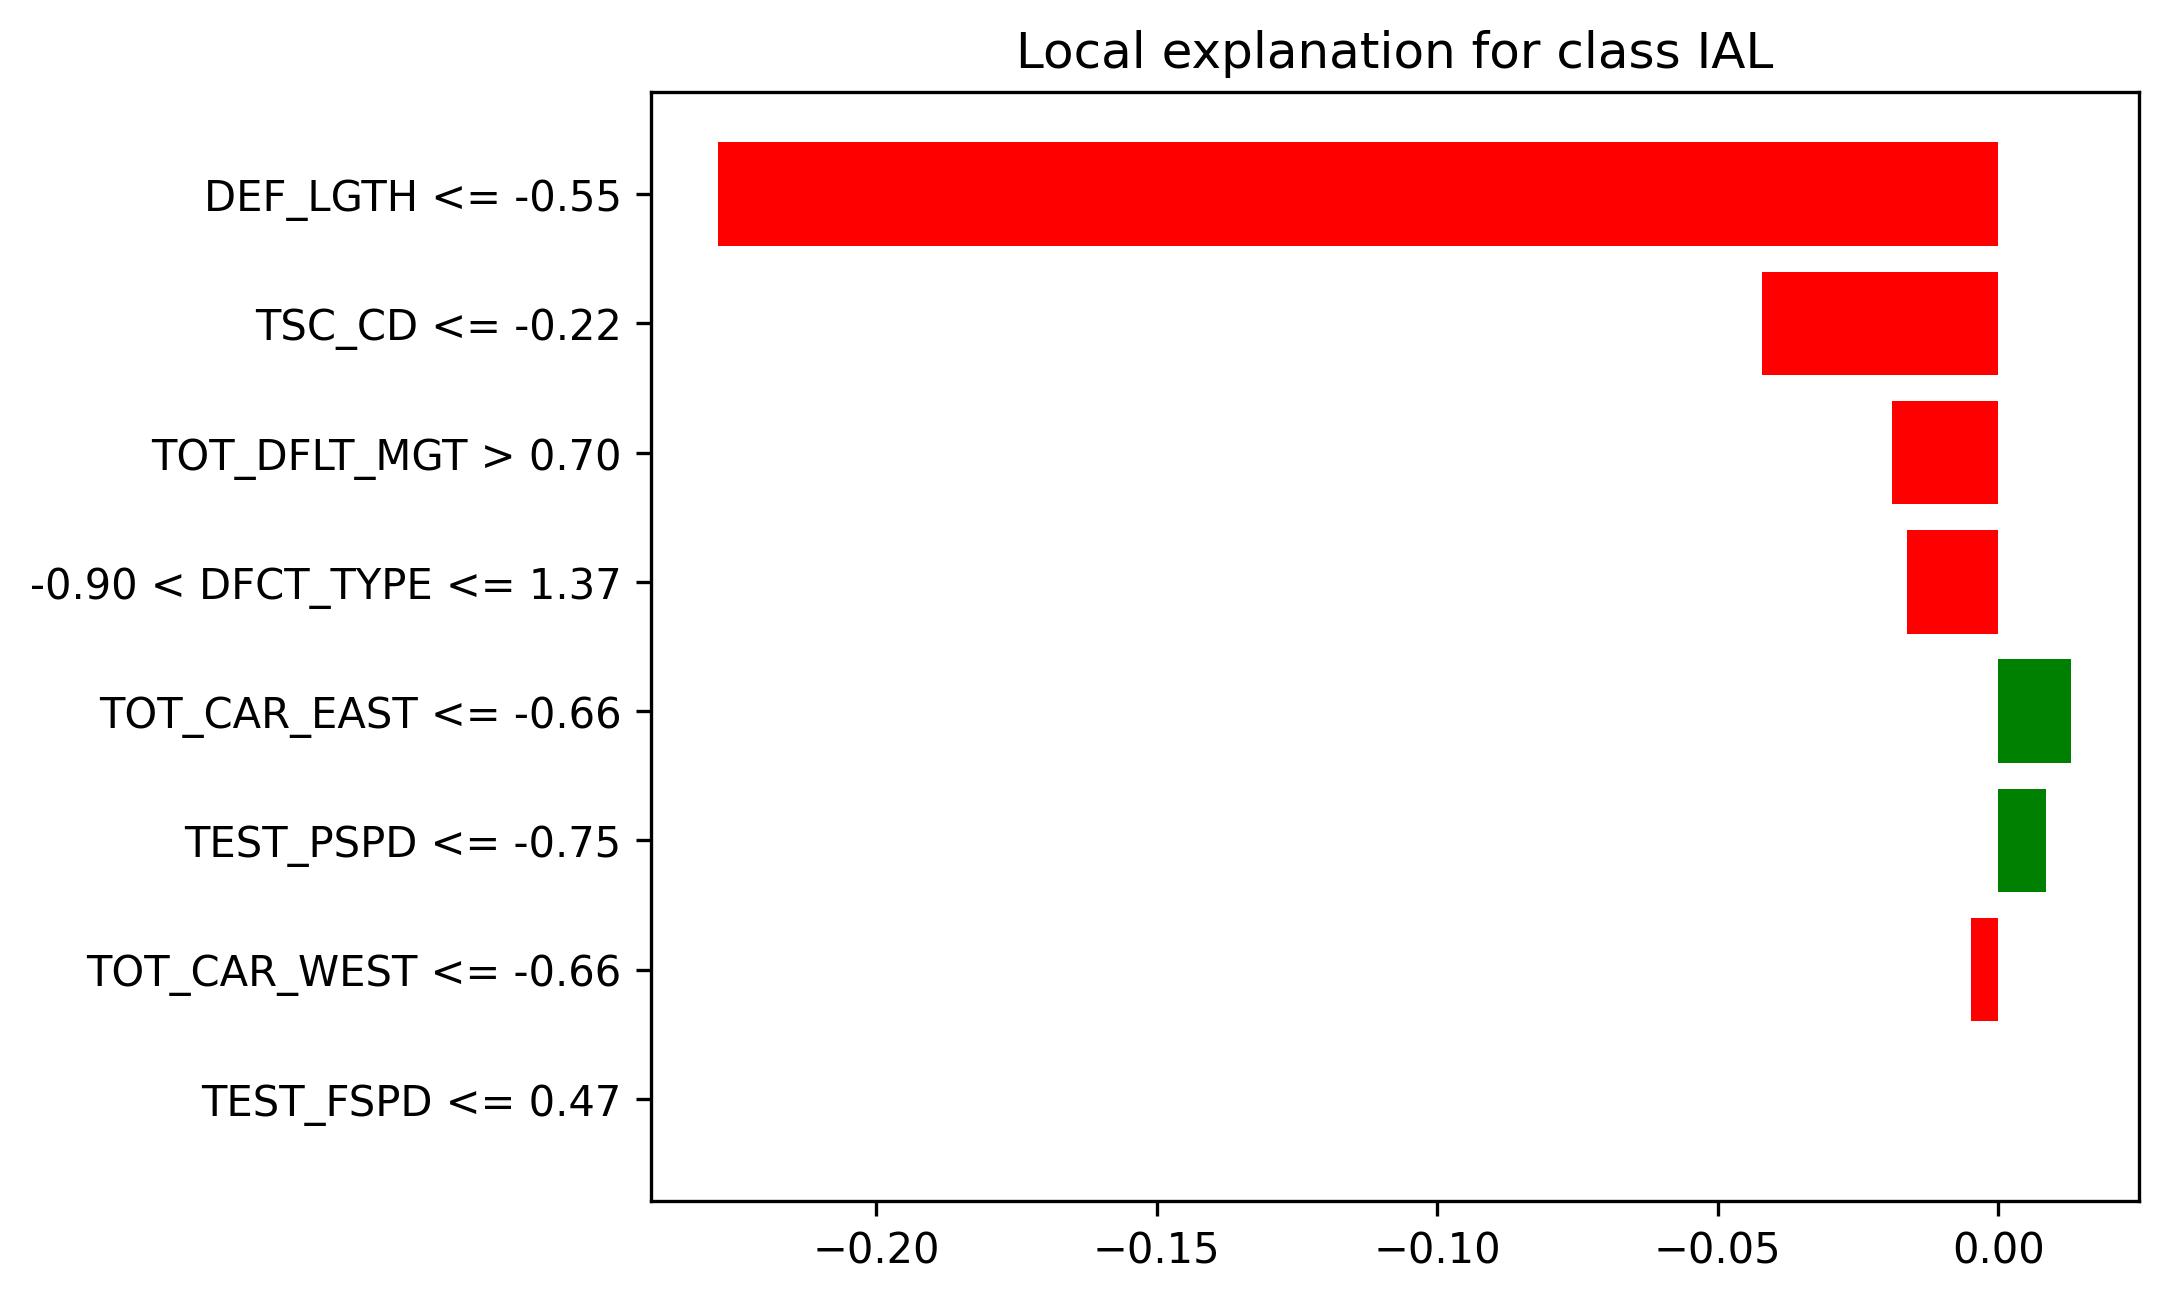 Local explanation for class IAL
DEF_LGTH <= -0.55
TSC_CD <= -0.22
TOT_DFLT_MGT > 0.70
-0.90 < DFCT_TYPE <= 1.37
TOT_CAR_EAST <= -0.66
TEST_PSPD <= -0.75
TOT_CAR_WEST <= -0.66
TEST_FSPD <= 0.47
−0.20 −0.15 −0.10 −0.05 0.00